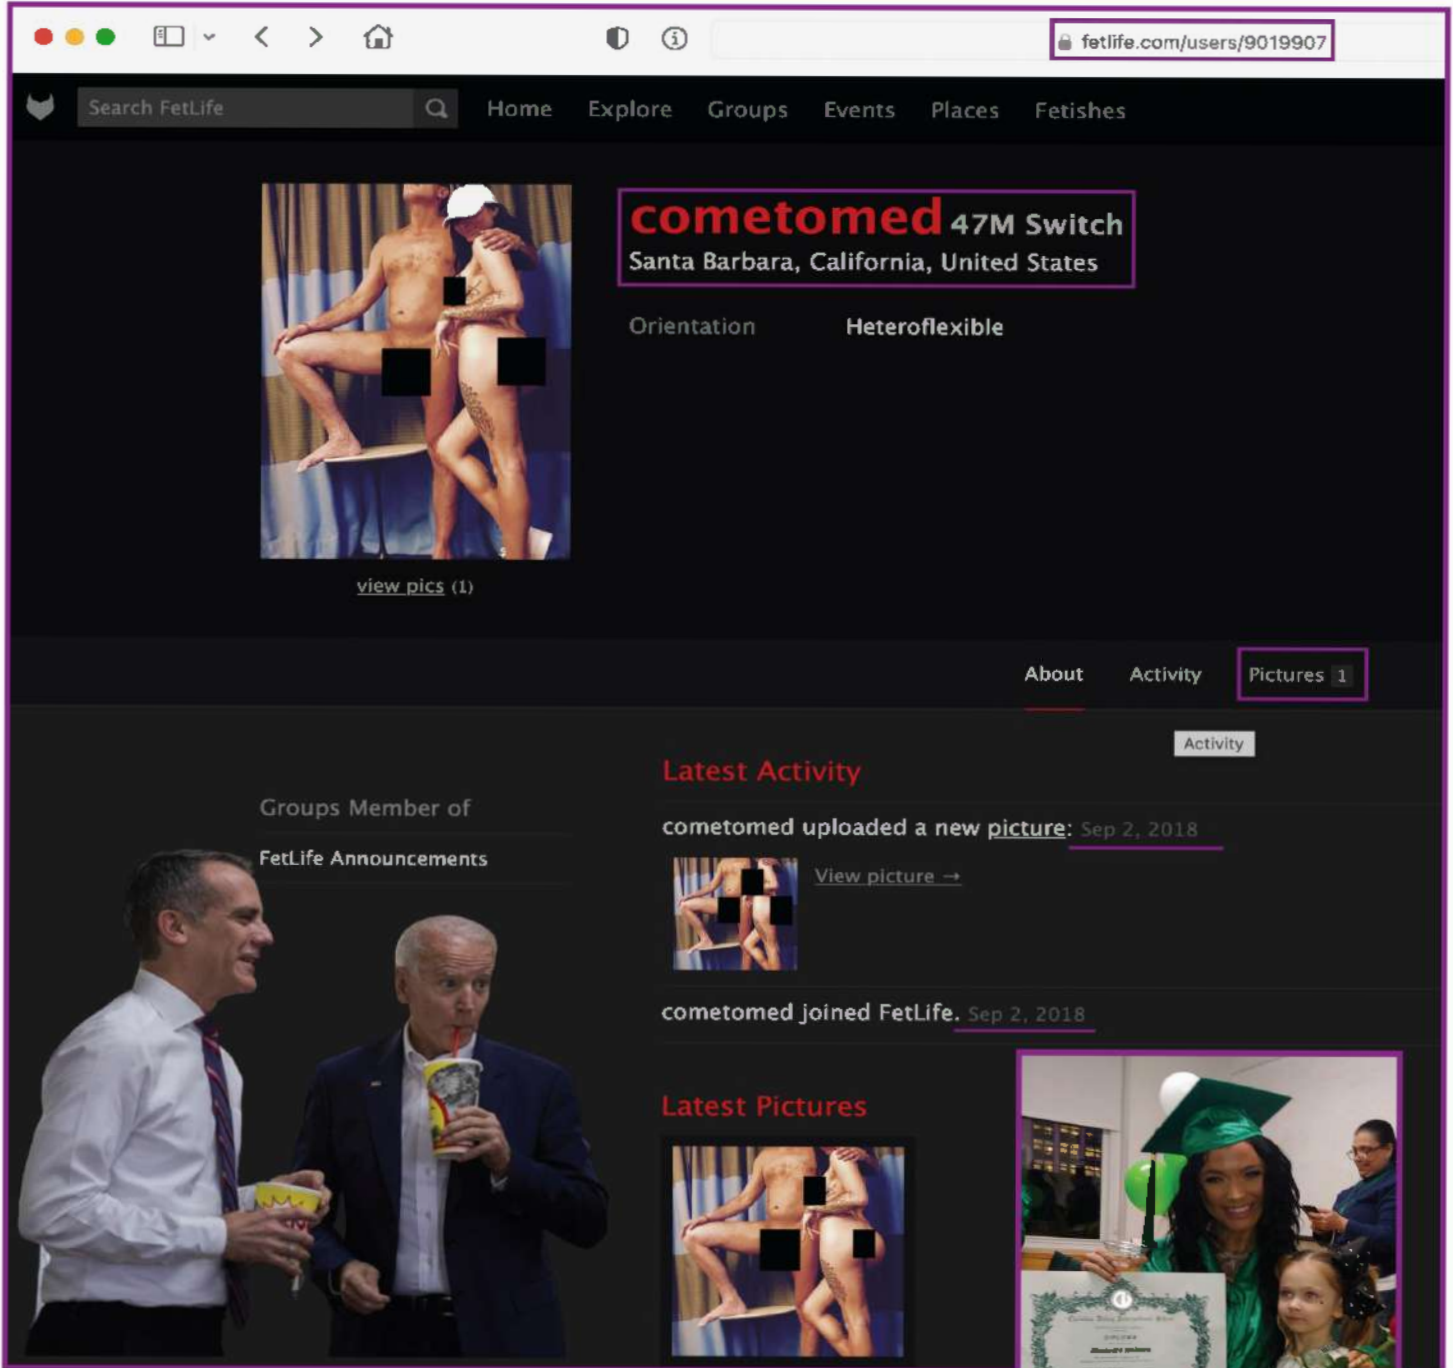 fetlife.com/users/9019907
Search FetLife Home Explore Groups Events Places Fetishes
cometomed 47M Switch
Santa Barbara, California, United States
Orientation Heteroflexible
view pics (1)
About Activity Pictures 1
Activity
Latest Activity
Groups Member of
cometomed uploaded a new picture: Sep 2, 2018
FetLife Announcements
View picture →
cometomed joined FetLife. Sep 2, 2018
Latest Pictures
DIPLOMA